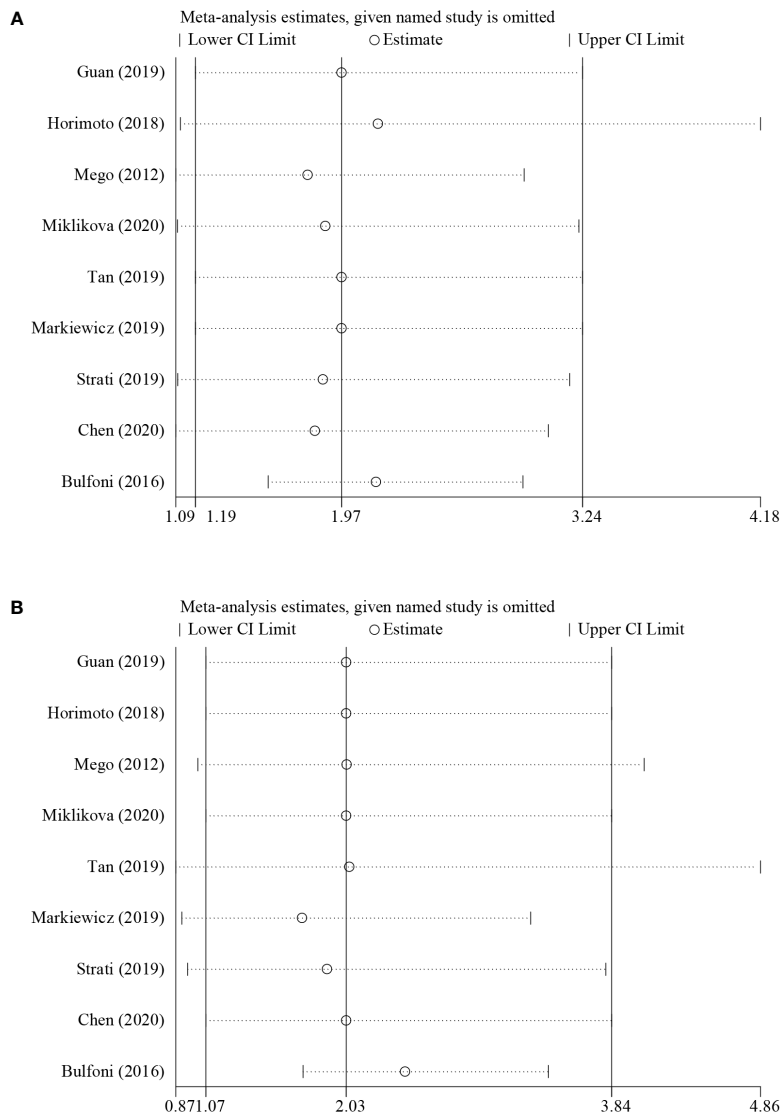 A
Meta-analysis estimates, given named study is omitted
| Lower CI Limit ○ Estimate | Upper CI Limit
Guan (2019)
Horimoto (2018)
Mego (2012)
Miklikova (2020)
Tan (2019)
Markiewicz (2019)
Strati (2019)
Chen (2020)
Bulfoni (2016)
1.09 1.19 1.97 3.24 4.18
B
Meta-analysis estimates, given named study is omitted
| Lower CI Limit ○ Estimate | Upper CI Limit
Guan (2019)
Horimoto (2018)
Mego (2012)
Miklikova (2020)
Tan (2019)
Markiewicz (2019)
Strati (2019)
Chen (2020)
Bulfoni (2016)
0.87 1.07 2.03 3.84 4.86